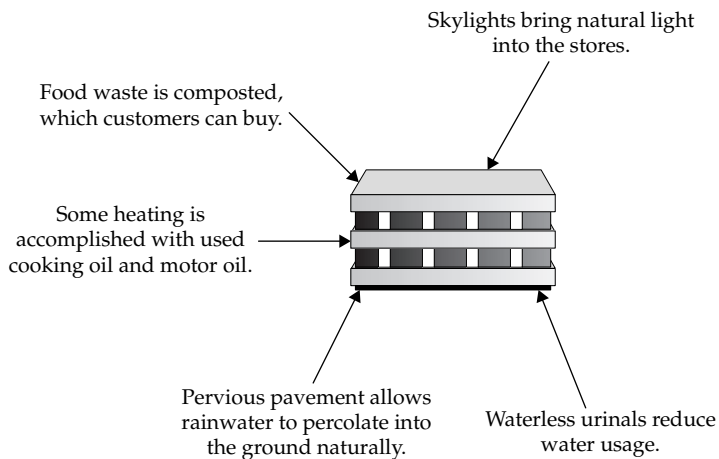 Skylights bring natural light
into the stores.
Food waste is composted,
which customers can buy.
Some heating is
accomplished with used
cooking oil and motor oil.
Pervious pavement allows
rainwater to percolate into
the ground naturally.
Waterless urinals reduce
water usage.